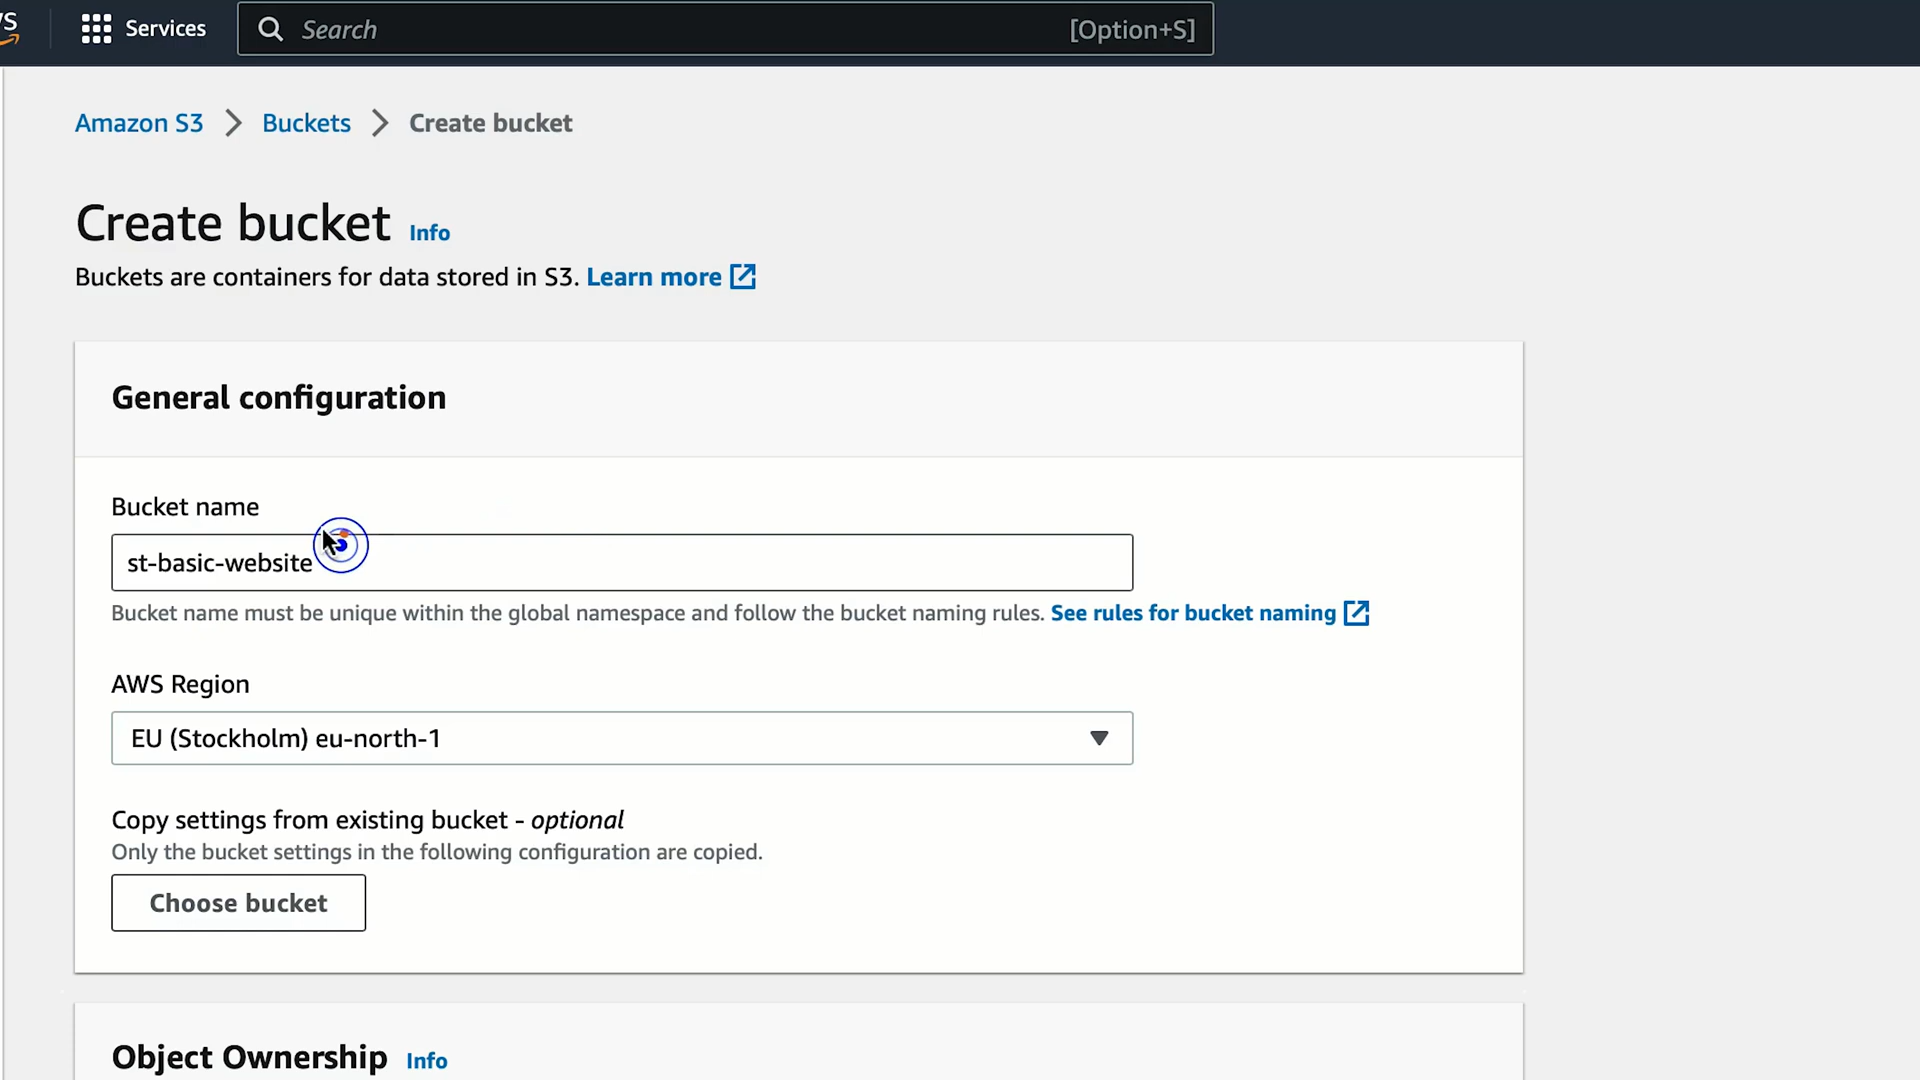 Services
Search [Option+S]
Amazon S3 > Buckets > Create bucket
Create bucket Info
Buckets are containers for data stored in S3. Learn more
General configuration
Bucket name
st-basic-website
Bucket name must be unique within the global namespace and follow the bucket naming rules. See rules for bucket naming
AWS Region
EU (Stockholm) eu-north-1
Copy settings from existing bucket - optional
Only the bucket settings in the following configuration are copied.
Choose bucket
Object Ownership Info